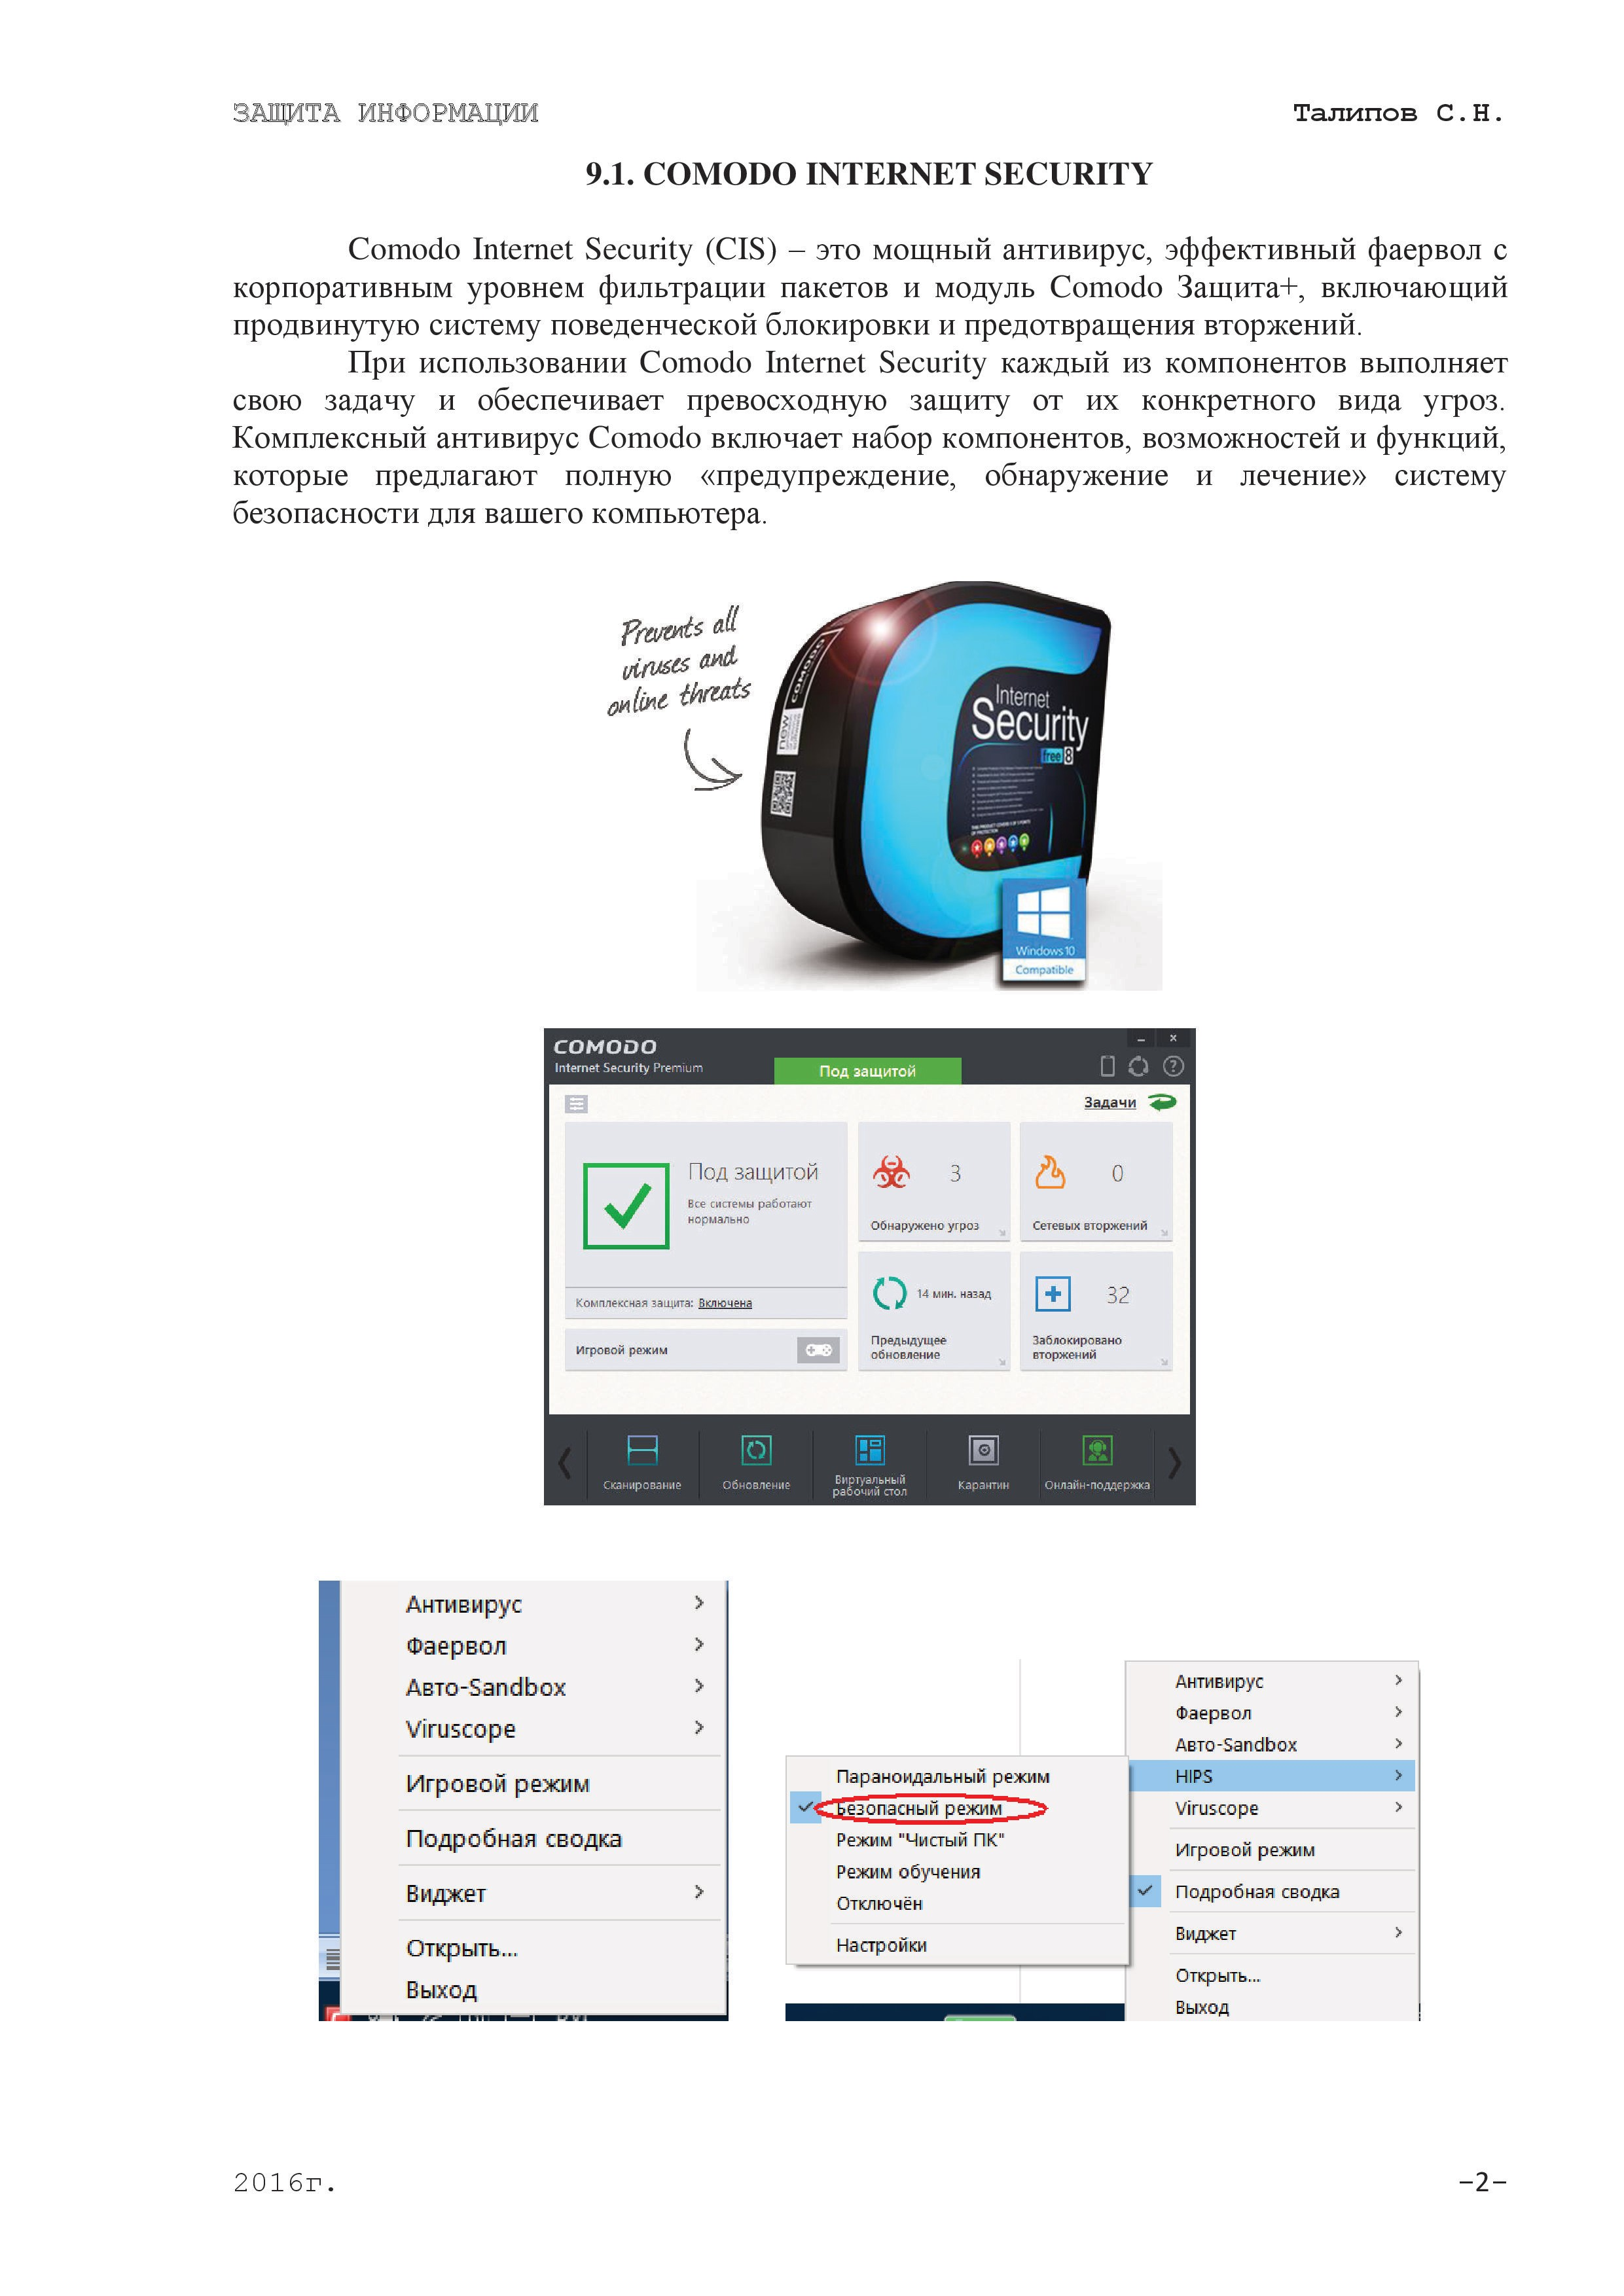 ЗАЩИТА ИНФОРМАЦИИ
Талипов С.Н.
9.1. COMODO INTERNET SECURITY
Comodo Internet Security (CIS) – это мощный антивирус, эффективный фаервол с
корпоративным уровнем фильтрации пакетов и модуль Comodo Защита+, включающий
продвинутую систему поведенческой блокировки и предотвращения вторжений.
При использовании Comodo Internet Security каждый из компонентов выполняет
свою задачу и обеспечивает превосходную защиту от их конкретного вида угроз.
Комплексный антивирус Comodo включает набор компонентов, возможностей и функций,
которые предлагают полную «предупреждение, обнаружение и лечение» систему
безопасности для вашего компьютера.
Prevents all
viruses and
online threats
COMODO
new
Internet
Security
free 8
Windows 10
Compatible
COMODO
Internet Security Premium
Под защитой
Задачи
Под защитой
Все системы работают
нормально
Комплексная защита: Включена
Игровой режим
3
Обнаружено угроз
0
Сетевых вторжений
14 мин. назад
Предыдущее
обновление
32
Заблокировано
вторжений
Сканирование
Обновление
Виртуальный
рабочий стол
Карантин
Онлайн-поддержка
Антивирус
Фаервол
Авто-Sandbox
Viruscope
Игровой режим
Подробная сводка
Виджет
Открыть...
Выход
Параноидальный режим
Безопасный режим
Режим "Чистый ПК"
Режим обучения
Отключён
Настройки
Антивирус
Фаервол
Авто-Sandbox
HIPS
Viruscope
Игровой режим
Подробная сводка
Виджет
Открыть...
Выход
2016г.
-2-